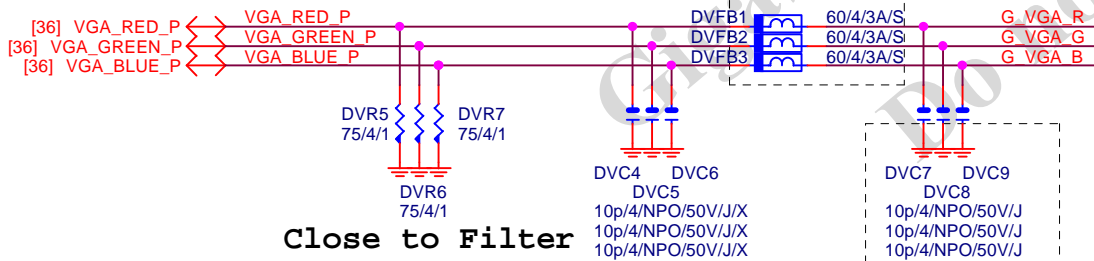 [36] VGA_RED_P VGA_RED_P DVFB1 60/4/3A/S G_VGA_R
[36] VGA_GREEN_P VGA_GREEN_P DVFB2 60/4/3A/S G_VGA_G
[36] VGA_BLUE_P VGA_BLUE_P DVFB3 60/4/3A/S G_VGA_B
DVR5 DVR7
75/4/1 75/4/1
DVC4 DVC6 DVC7 DVC9
DVR6 DVC5 DVC8
75/4/1 10p/4/NPO/50V/J/X 10p/4/NPO/50V/J
10p/4/NPO/50V/J/X 10p/4/NPO/50V/J
Close to Filter 10p/4/NPO/50V/J/X 10p/4/NPO/50V/J
Do